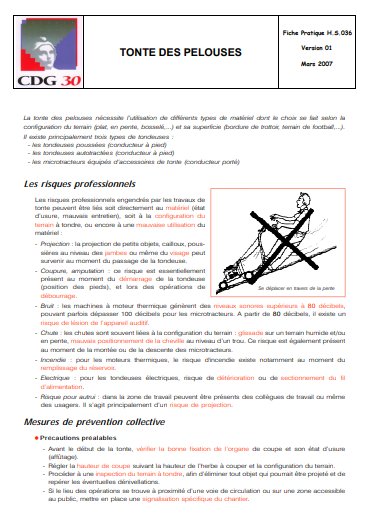 CDG 30
TONTE DES PELOUSES
Fiche Pratique H.S.036
Version 01
Mars 2007
La tonte des pelouses nécessite l'utilisation de différents types de matériel dont le choix se fait selon la
configuration du terrain (plat, en pente, bosselé,...) et sa superficie (bordure de trottoir, terrain de football,...).
Il existe principalement trois types de tondeuses :
- les tondeuses poussées (conducteur à pied)
- les tondeuses autotractées (conducteur à pied)
- les microtracteurs équipés d'accessoires de tonte (conducteur porté)
Les risques professionnels
Les risques professionnels engendrés par les travaux de
tonte peuvent être liés soit directement au matériel (état
d'usure, mauvais entretien), soit à la configuration du
terrain à tondre, ou encore à une mauvaise utilisation du
matériel :
- Projection : la projection de petits objets, cailloux, pous-
sières au niveau des jambes ou même du visage peut
survenir au moment du passage de la tondeuse.
- Coupure, amputation : ce risque est essentiellement
présent au moment du démarrage de la tondeuse
(position des pieds), et lors des opérations de
débourrage.
Se déplacer en travers de la pente
- Bruit : les machines à moteur thermique génèrent des niveaux sonores supérieurs à 80 décibels,
pouvant parfois dépasser 100 décibels pour les microtracteurs. A partir de 80 décibels, il existe un
risque de lésion de l'appareil auditif.
- Chute : les chutes sont souvent liées à la configuration du terrain : glissade sur un terrain humide et/ou
en pente, mauvais positionnement de la cheville au niveau d'un trou. Ce risque est également présent
au moment de la montée ou de la descente des microtracteurs.
- Incendie : pour les moteurs thermiques, le risque d'incendie existe notamment au moment du
remplissage du réservoir.
- Electrique : pour les tondeuses électriques, risque de détérioration ou de sectionnement du fil
d'alimentation.
- Risque pour autrui : dans la zone de travail peuvent être présents des collègues de travail ou même
des usagers. Il s'agit principalement d'un risque de projection.
Mesures de prévention collective
• Précautions préalables
- Avant le début de la tonte, vérifier la bonne fixation de l'organe de coupe et son état d'usure
(affûtage).
- Régler la hauteur de coupe suivant la hauteur de l'herbe à couper et la configuration du terrain.
- Procéder à une inspection du terrain à tondre, afin d'éliminer tout objet qui pourrait être projeté et de
repérer les éventuelles dénivellations.
- Si le lieu des opérations se trouve à proximité d'une voie de circulation ou sur une zone accessible
au public, mettre en place une signalisation spécifique du chantier.